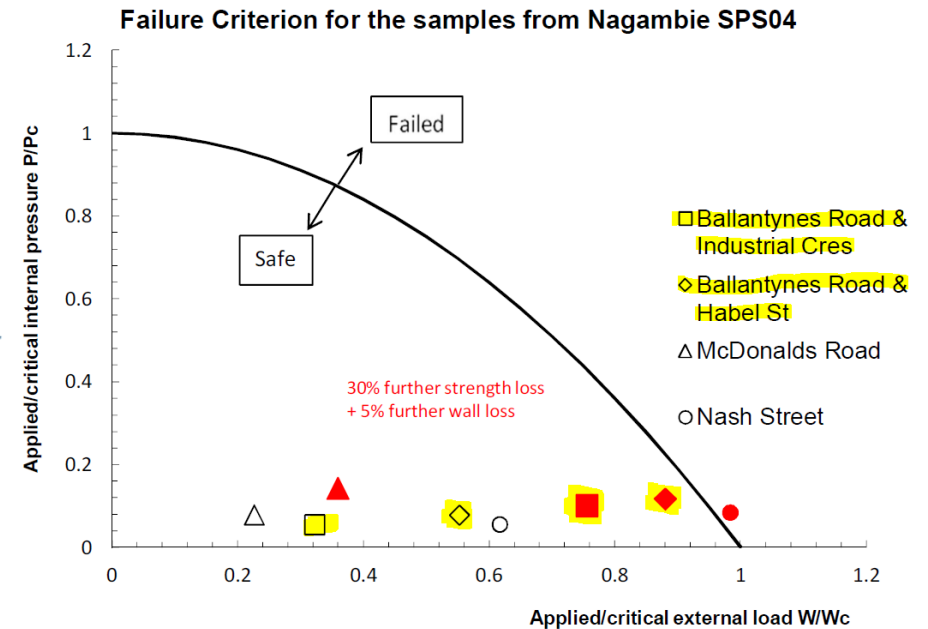 Failure Criterion for the samples from Nagambie SPS04
Applied/critical internal pressure P/Pc
1.2
1
0.8
0.6
0.4
0.2
0
Failed
Safe
30% further strength loss
+ 5% further wall loss
Ballantynes Road &
Industrial Cres
Ballantynes Road &
Habel St
McDonalds Road
Nash Street
0 0.2 0.4 0.6 0.8 1 1.2
Applied/critical external load W/Wc